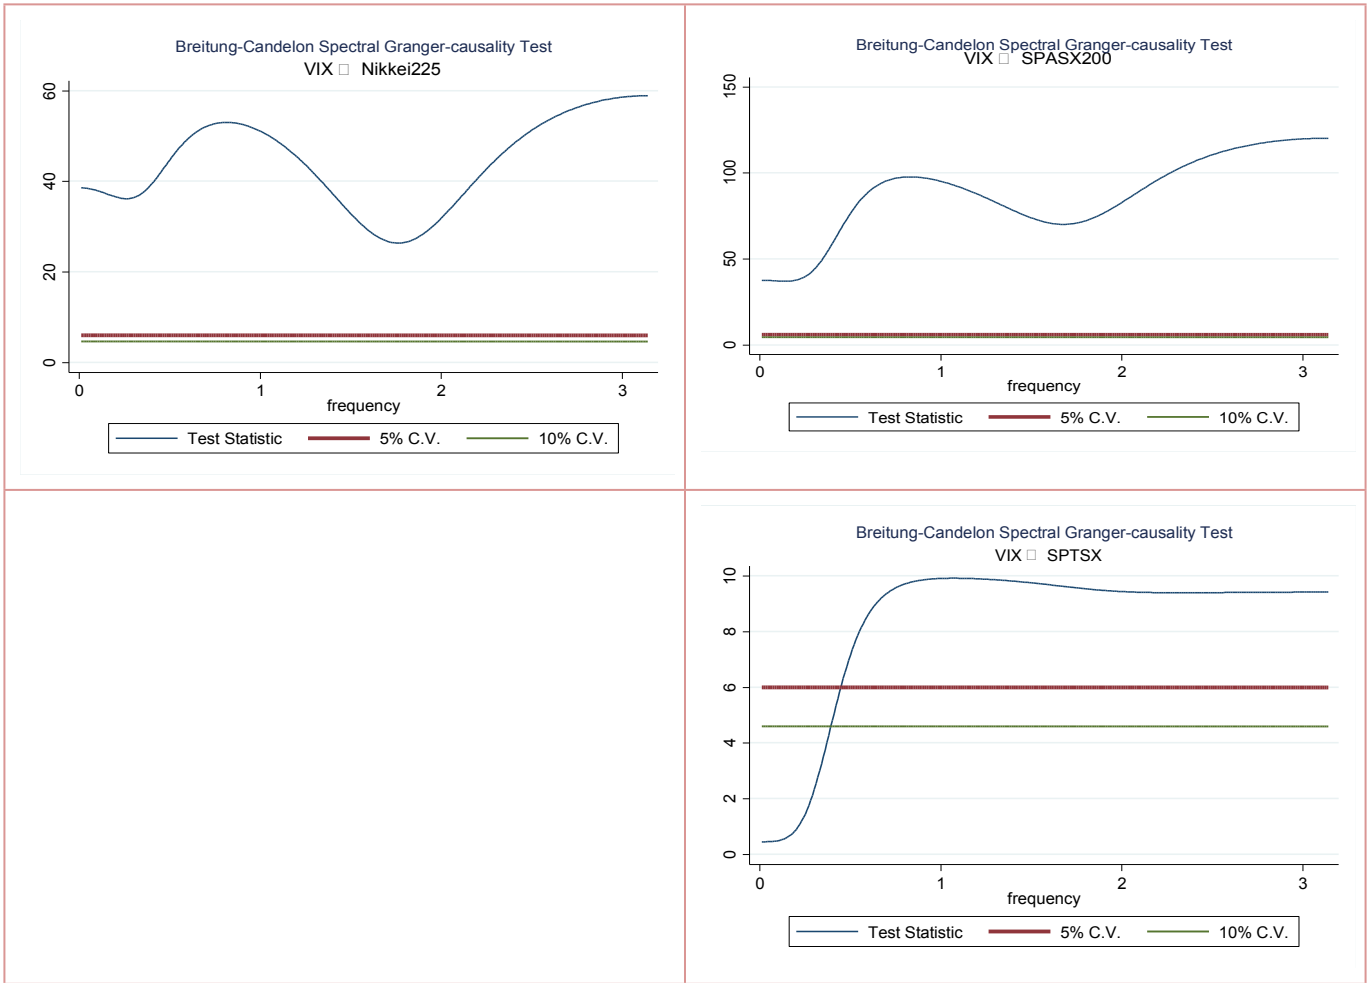 Breitung-Candelon Spectral Granger-causality Test
VIX □ Nikkei225
60
40
20
0
0 1 2 3
frequency
Test Statistic 5% C.V. 10% C.V.
Breitung-Candelon Spectral Granger-causality Test
VIX □ SPASX200
150
100
50
0
0 1 2 3
frequency
Test Statistic 5% C.V. 10% C.V.
Breitung-Candelon Spectral Granger-causality Test
VIX □ SPTSX
10
8
6
4
2
0
0 1 2 3
frequency
Test Statistic 5% C.V. 10% C.V.